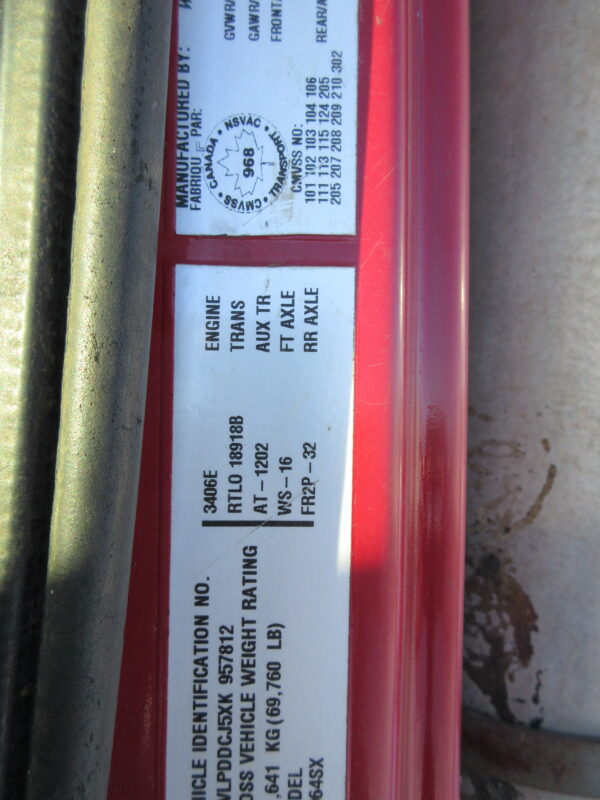 ICLE IDENTIFICATION NO.
VLPDDCJ5XK 957812
OSS VEHICLE WEIGHT RATING
,641 KG (69,760 LB)
DEL
64SX
3406E ENGINE
RTLO 18918B TRANS
AT-1202 AUX TR
WS-16 FT AXLE
FR2P-32 RR AXLE
MANUFACTURED BY:
FABRIQU PAR:
CANADA • NSVAC • TRANSPORT • CMVSS •
968
CMVSS NO:
101 102 103 104 106
111 113 115 124 205
205 207 208 209 210 302
GVWR/
GAWR/
FRONT/
REAR/A